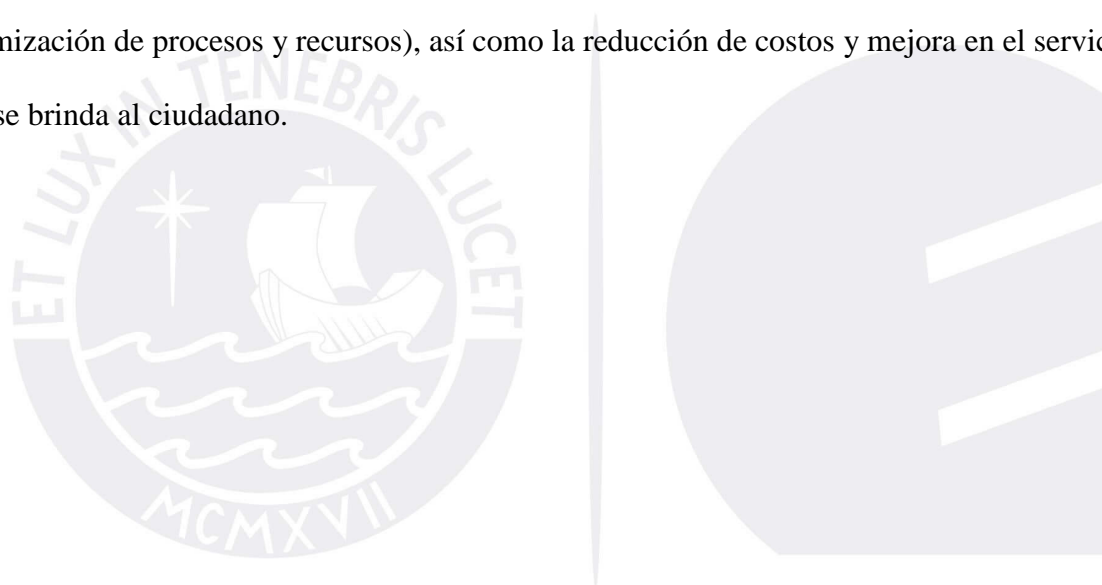 mización de procesos y recursos), así como la reducción de costos y mejora en el servic
se brinda al ciudadano.
ET LUX IN TENEBRIS LUCET
MCMXVII